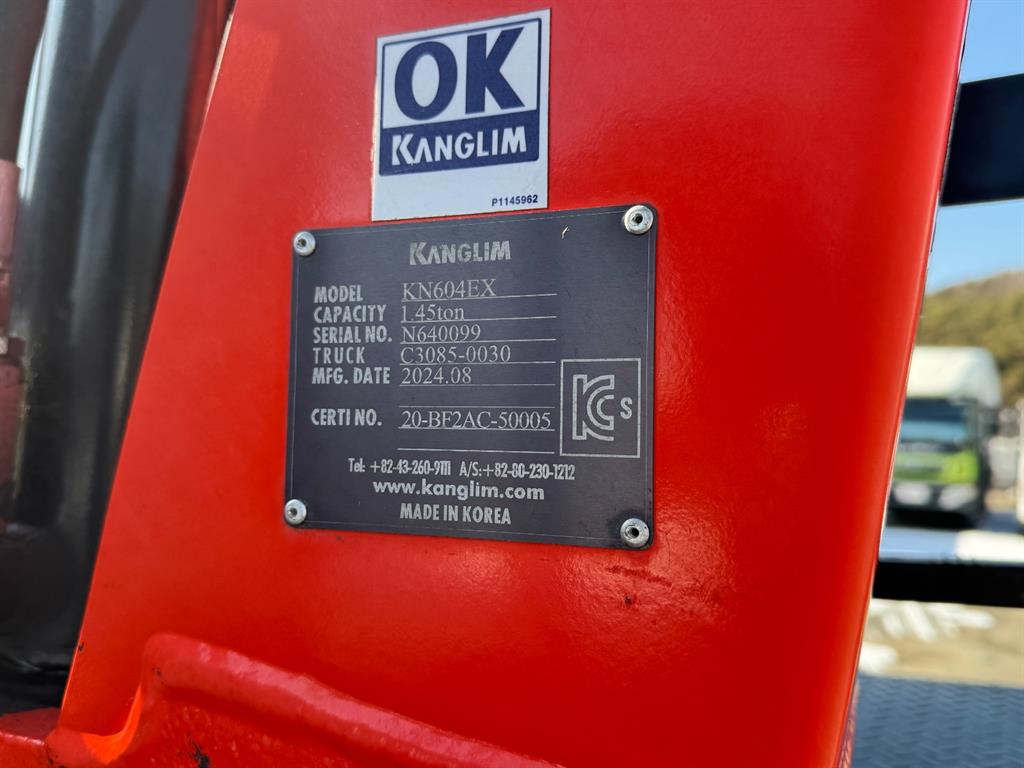 OK
KANGLIM
P1145962
KANGLIM
MODEL KN604EX
CAPACITY 1.45ton
SERIAL NO. N640099
TRUCK C3085-0030
MFG. DATE 2024.08
CERTI NO. 20-BF2AC-50005
KC S
Tel: +82-43-260-9111 A/S:+82-80-230-1212
www.kanglim.com
MADE IN KOREA